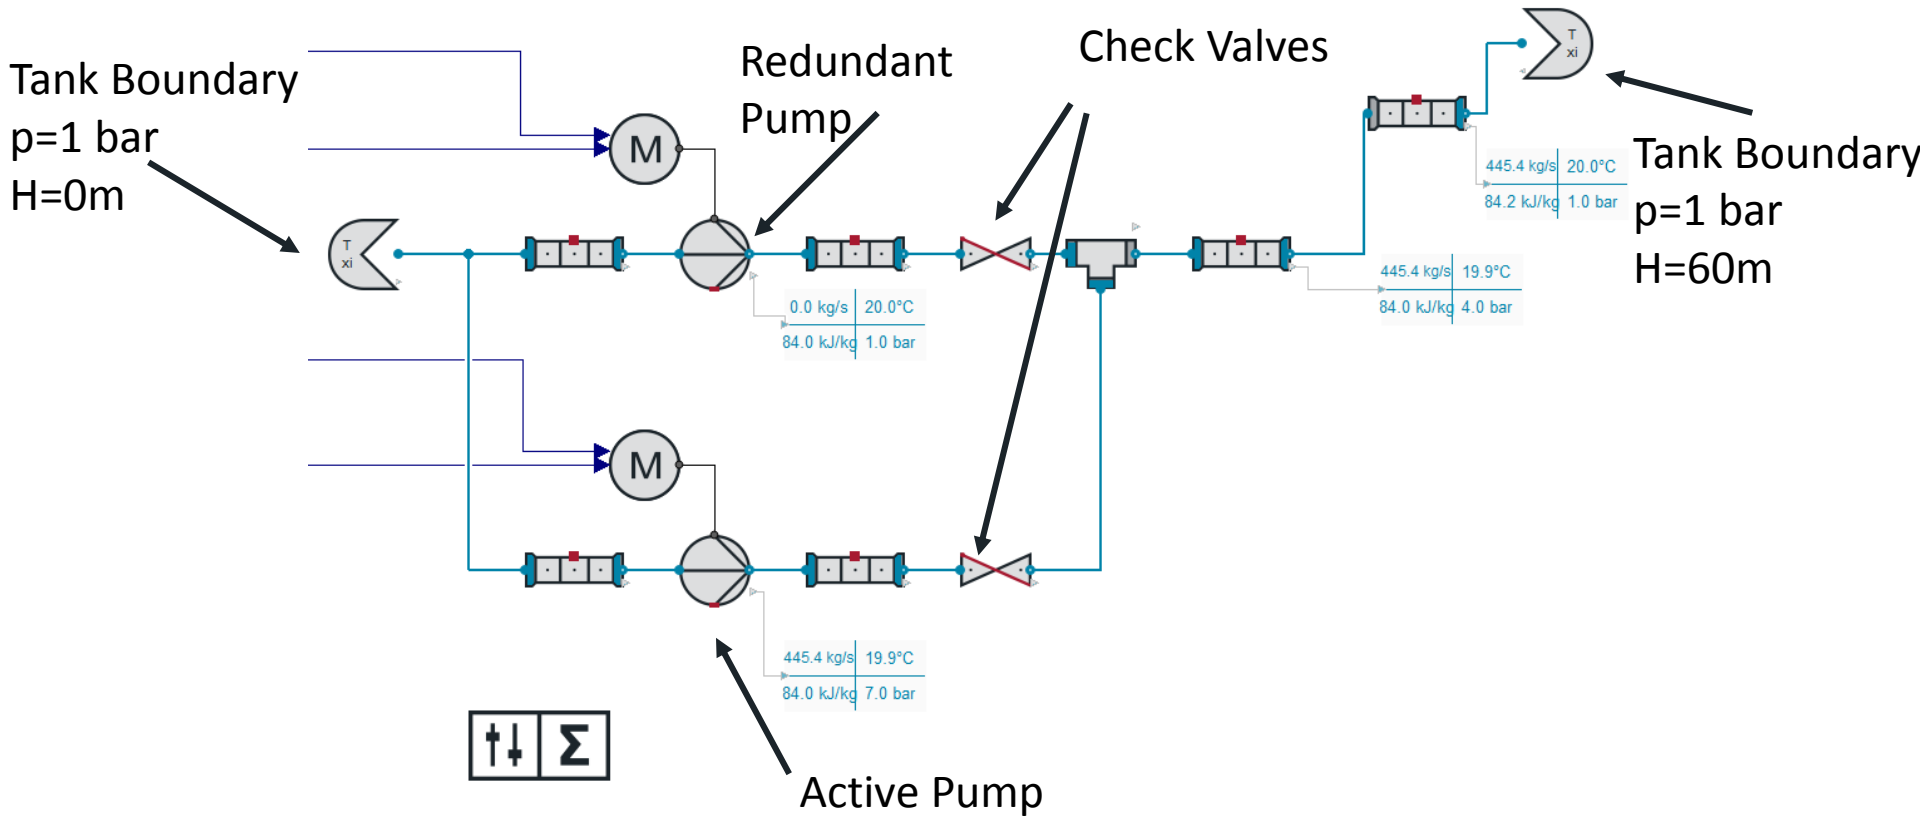 Tank Boundary
p=1 bar
H=0m
Redundant
Pump
Check Valves
T
xi
Tank Boundary
p=1 bar
H=60m
M
T
xi
445.4 kg/s 20.0°C
84.2 kJ/kg 1.0 bar
445.4 kg/s 19.9°C
84.0 kJ/kg 4.0 bar
0.0 kg/s 20.0°C
84.0 kJ/kg 1.0 bar
M
445.4 kg/s 19.9°C
84.0 kJ/kg 7.0 bar
Σ
Active Pump